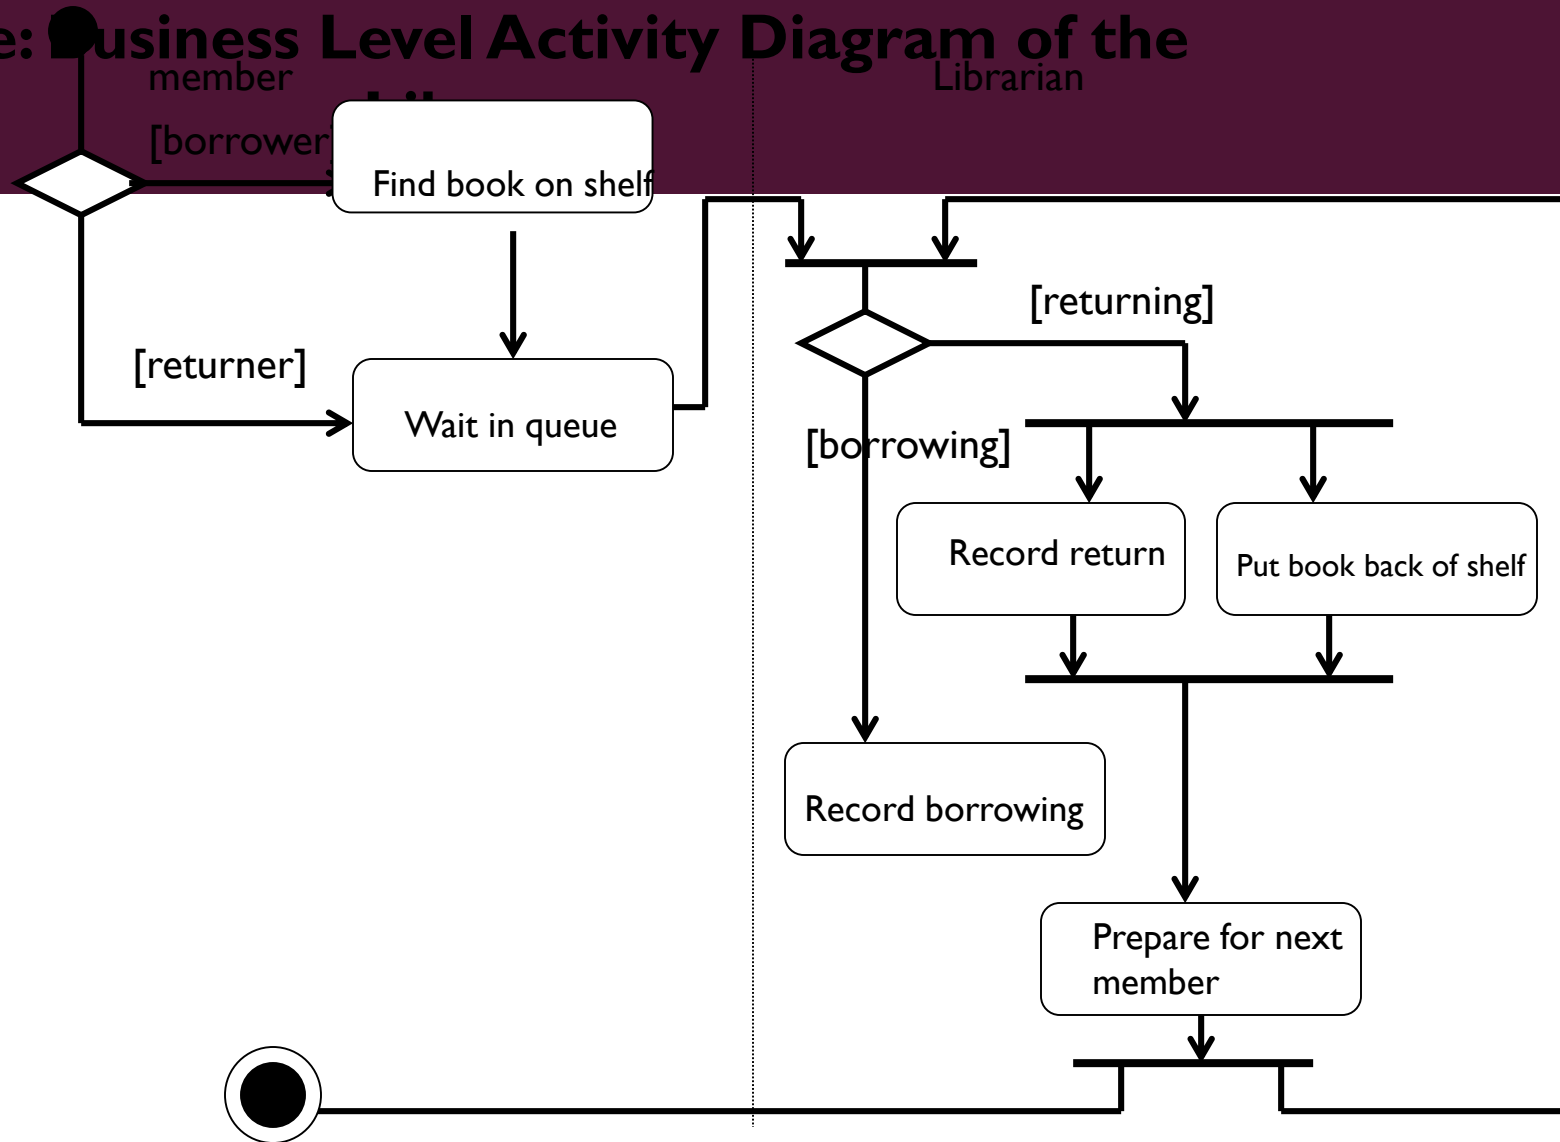 e: Business Level Activity Diagram of the
member
Librarian
[borrower]
Find book on shelf
[returning]
[returner]
Wait in queue
[borrowing]
Record return
Put book back of shelf
Record borrowing
Prepare for next
member